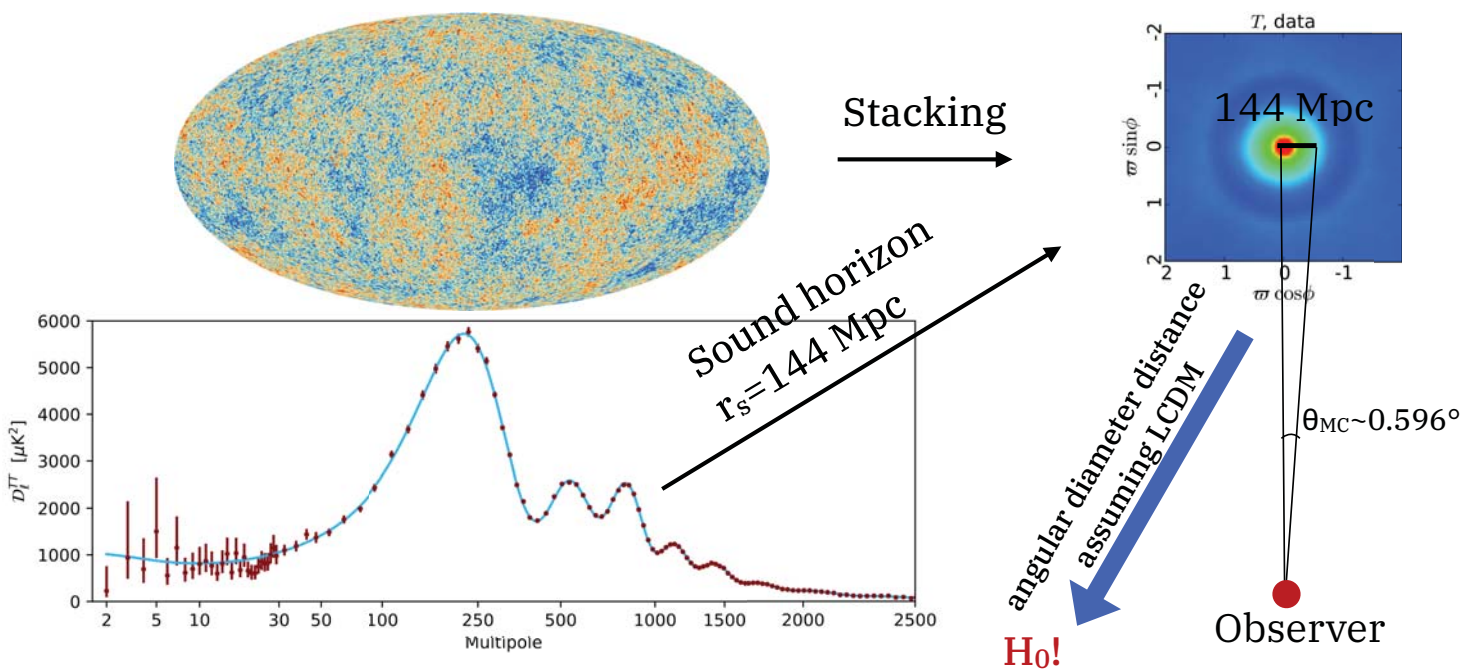 Stacking
T, data
-2
-1
0
1
2
ϖ sinϕ
144 Mpc
2 1 0 -1
ϖ cosϕ
Sound horizon
rₛ=144 Mpc
6000
5000
4000
3000
2000
1000
0
𝒟ℓᵀᵀ [μK²]
2 5 10 30 50 100 250 500 1000 1500 2000 2500
Multipole
angular diameter distance
assuming LCDM
θMC~0.596°
H₀!
Observer